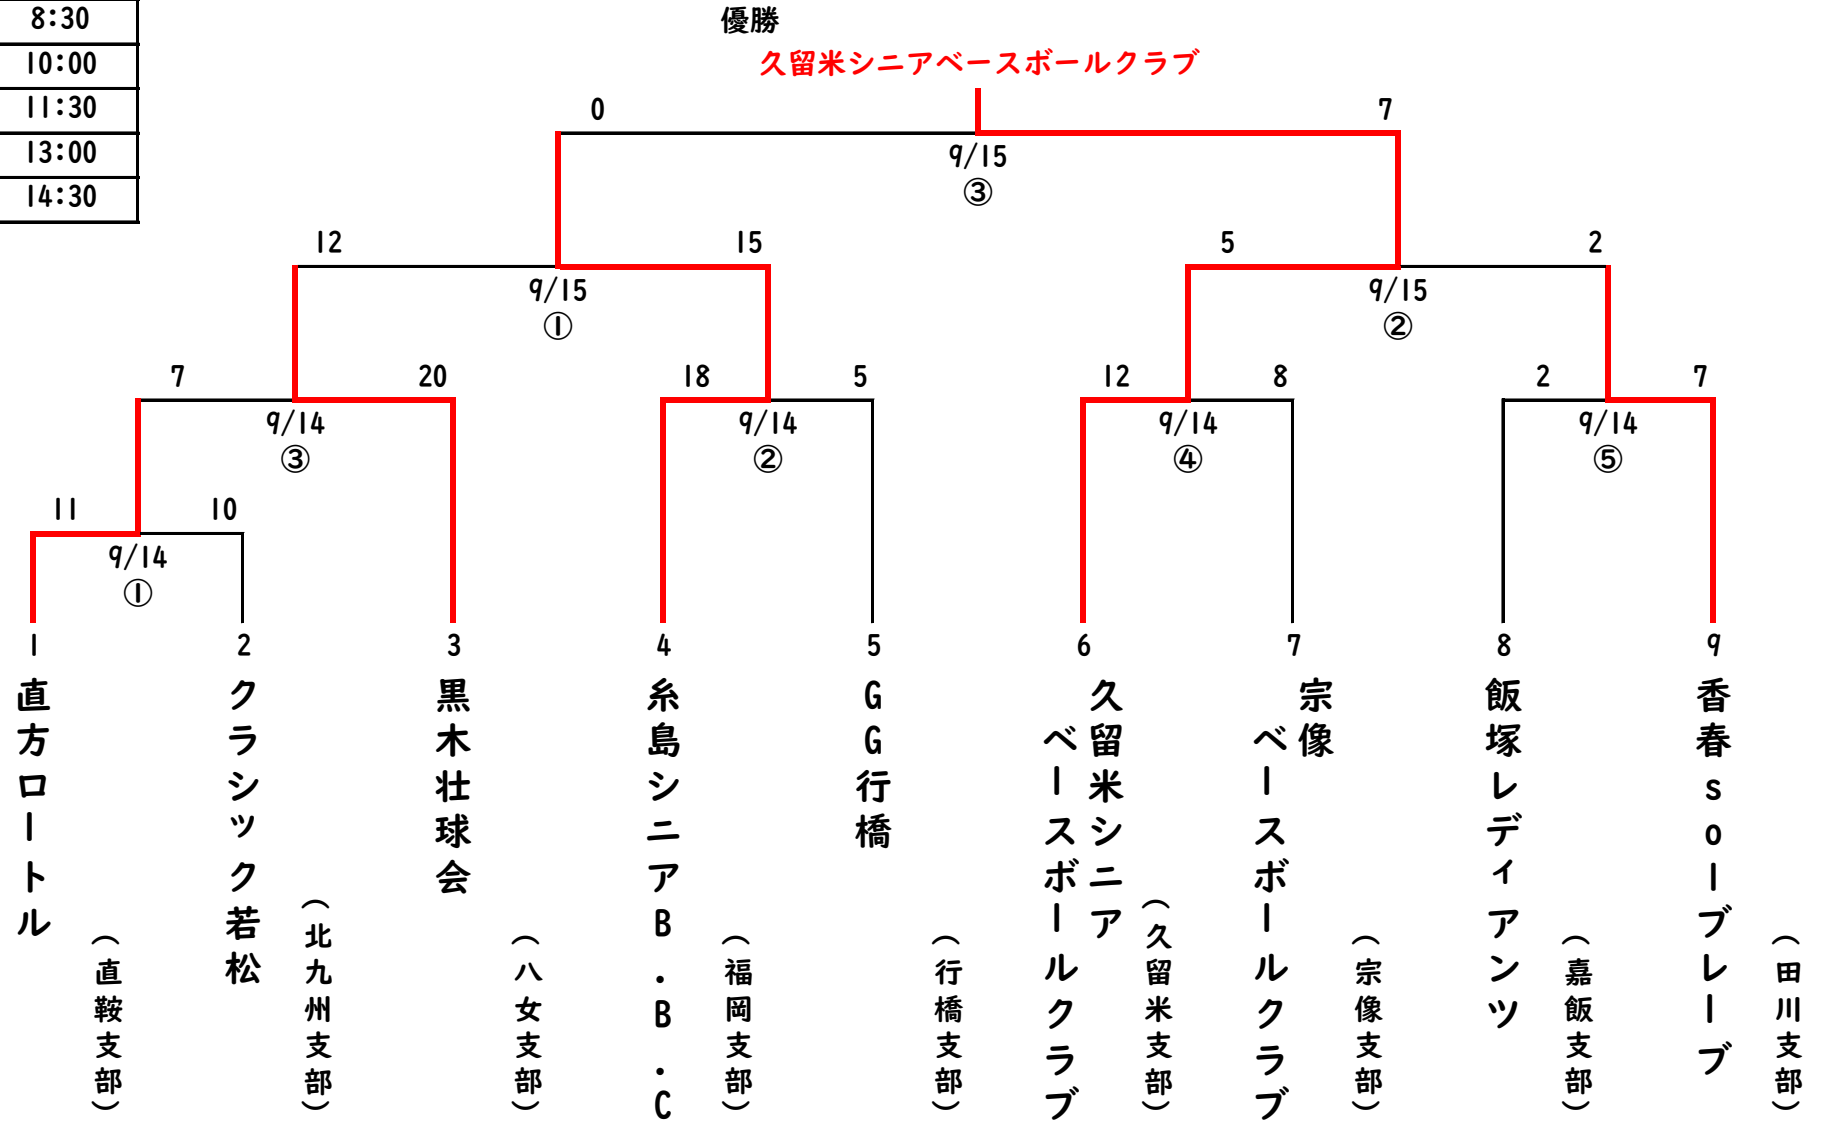 8:30
10:00
11:30
13:00
14:30
優勝
久留米シニアベースボールクラブ
0
7
9/15
③
12
15
5
2
9/15
①
9/15
②
7
20
18
5
12
8
2
7
9/14
③
9/14
②
9/14
④
9/14
⑤
11
10
9/14
①
1
2
3
4
5
6
7
8
9
直方ロートル
(直鞍支部)
クラシック若松
(北九州支部)
黒木壮球会
(八女支部)
糸島シニアB.B.C
(福岡支部)
GG行橋
(行橋支部)
久留米シニア
ベースボールクラブ
(久留米支部)
宗像
ベースボールクラブ
(宗像支部)
飯塚レディアンツ
(嘉飯支部)
香春solブレーブ
(田川支部)